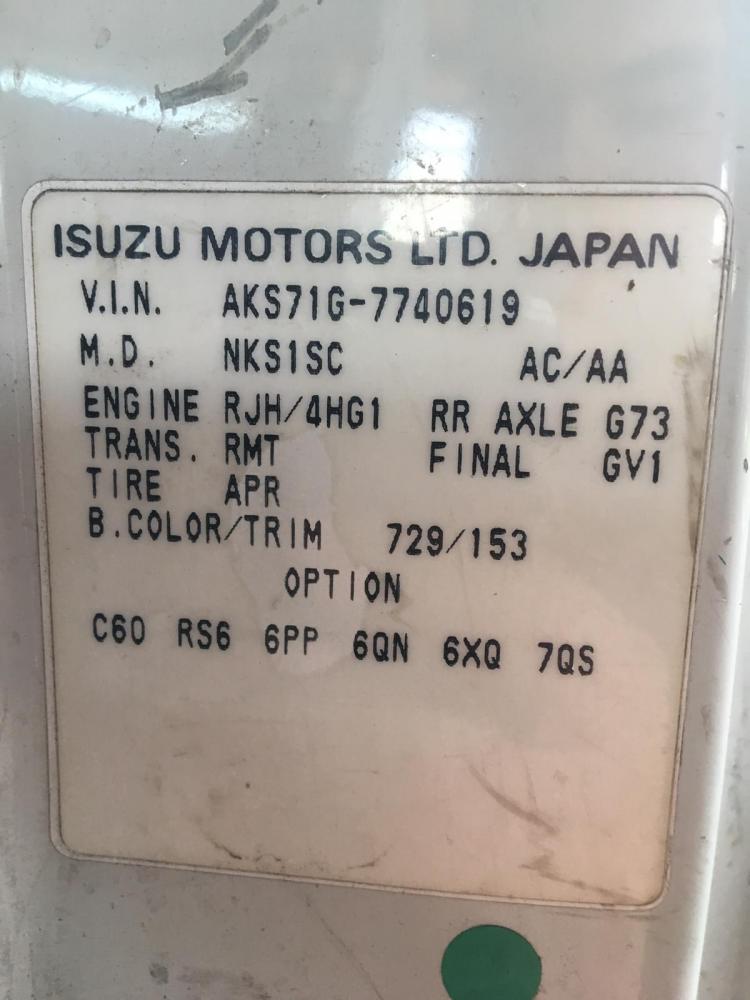 ISUZU MOTORS LTD. JAPAN
V.I.N. AKS71G-7740619
M.D. NKS1SC AC/AA
ENGINE RJH/4HG1 RR AXLE G73
TRANS. RMT FINAL GV1
TIRE APR
B.COLOR/TRIM 729/153
OPTION
C60 RS6 6PP 6QN 6XQ 7QS